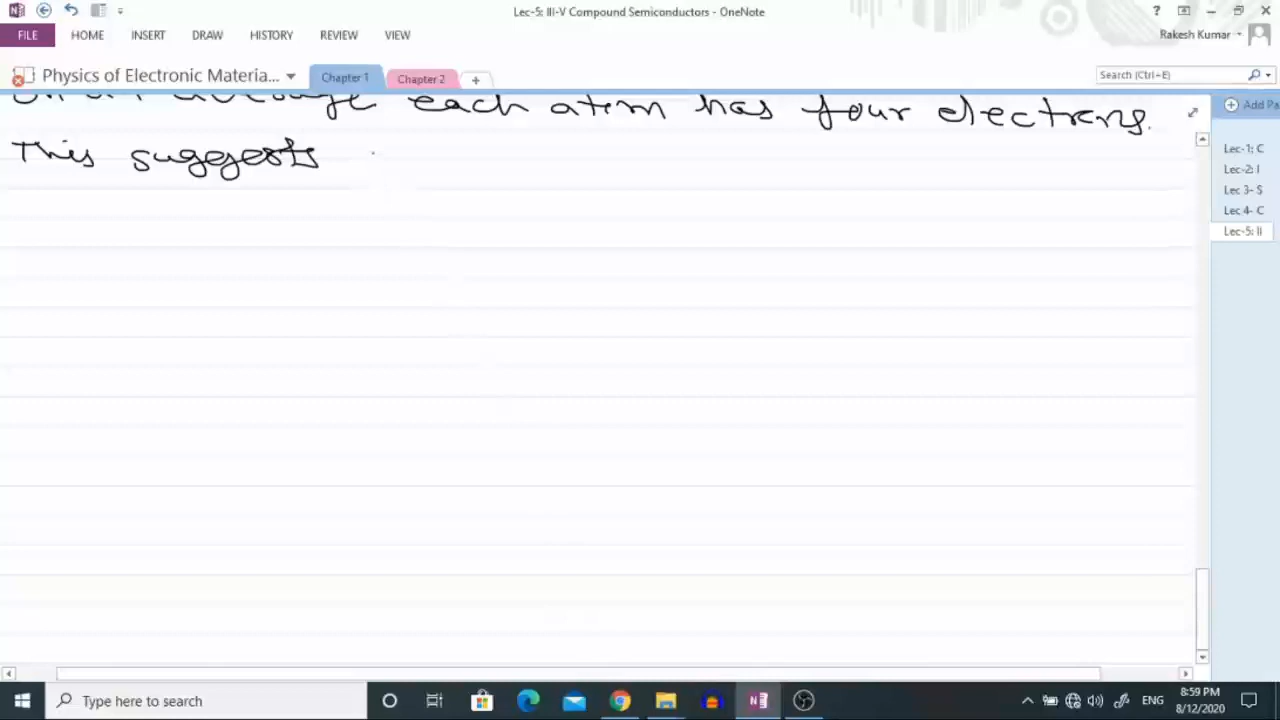 Lec-5: III-V Compound Semiconductors - OneNote
?
FILE HOME INSERT DRAW HISTORY REVIEW VIEW
Rakesh Kumar
Physics of Electronic Materia... Chapter 1 Chapter 2 +
Search (Ctrl+E)
Add Pa
average each atom has four electrons.
This suggests
Lec-1: C
Lec-2: I
Lec 3- S
Lec 4- C
Lec-5: II
Type here to search
ENG
8:59 PM
8/12/2020